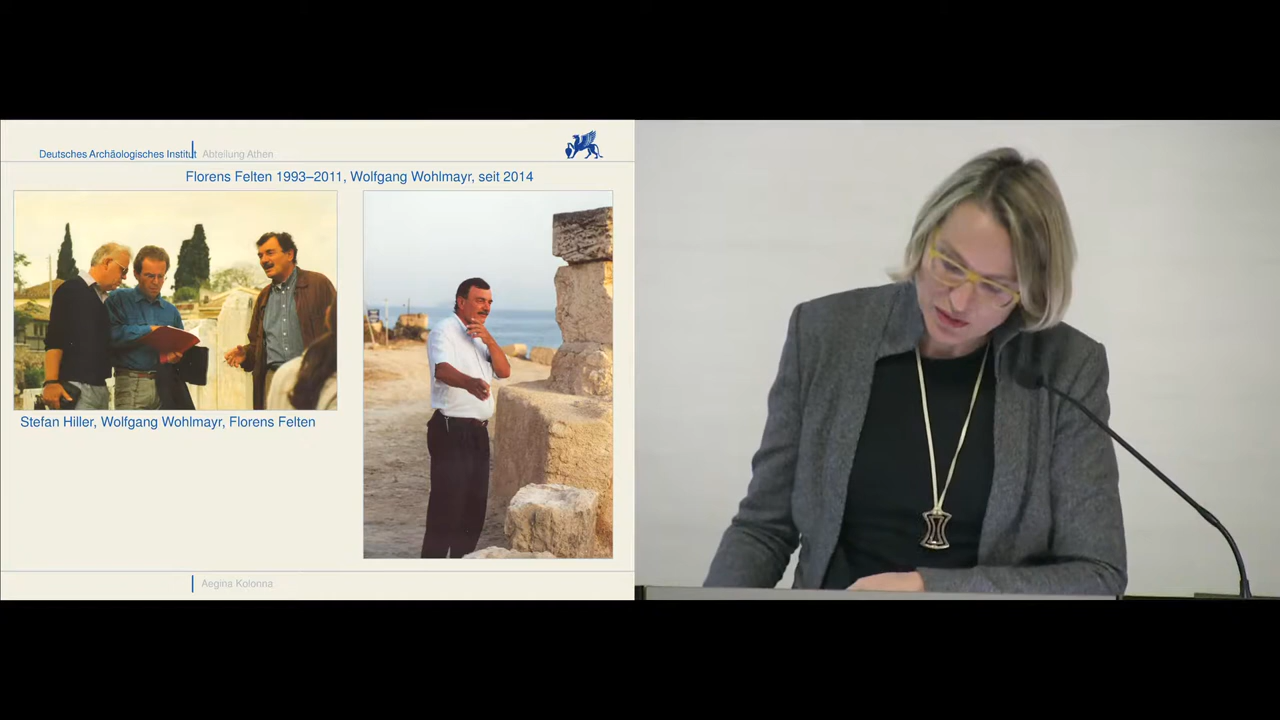 Deutsches Archäologisches Institut Abteilung Athen
Florens Felten 1993–2011, Wolfgang Wohlmayr, seit 2014
Stefan Hiller, Wolfgang Wohlmayr, Florens Felten
Aegina Kolonna